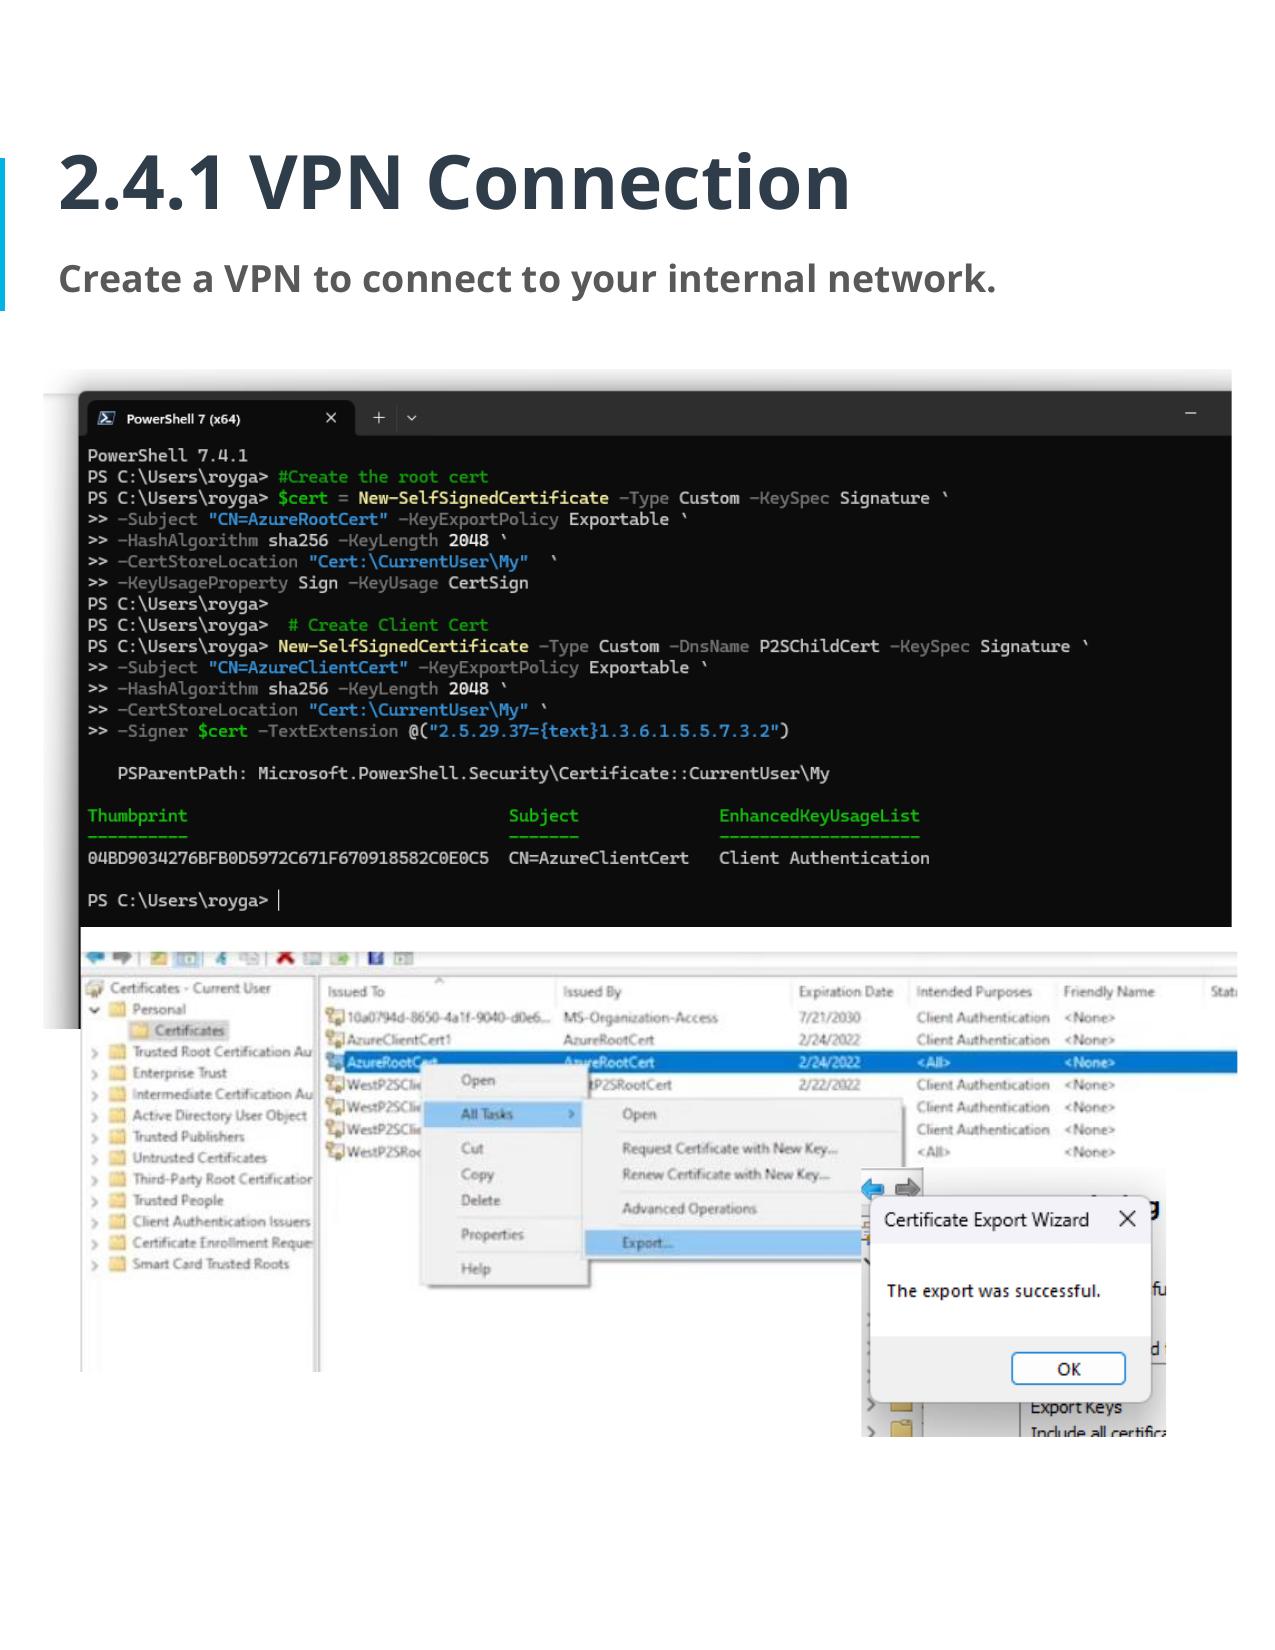 2.4.1 VPN Connection
Create a VPN to connect to your internal network.
PowerShell 7 (x64)
PowerShell 7.4.1
PS C:\Users\royga> #Create the root cert
PS C:\Users\royga> $cert = New-SelfSignedCertificate -Type Custom -KeySpec Signature `
>> -Subject "CN=AzureRootCert" -KeyExportPolicy Exportable `
>> -HashAlgorithm sha256 -KeyLength 2048 `
>> -CertStoreLocation "Cert:\CurrentUser\My"  `
>> -KeyUsageProperty Sign -KeyUsage CertSign
PS C:\Users\royga>
PS C:\Users\royga>  # Create Client Cert
PS C:\Users\royga> New-SelfSignedCertificate -Type Custom -DnsName P2SChildCert -KeySpec Signature `
>> -Subject "CN=AzureClientCert" -KeyExportPolicy Exportable `
>> -HashAlgorithm sha256 -KeyLength 2048 `
>> -CertStoreLocation "Cert:\CurrentUser\My" `
>> -Signer $cert -TextExtension @("2.5.29.37={text}1.3.6.1.5.5.7.3.2")
PSParentPath: Microsoft.PowerShell.Security\Certificate::CurrentUser\My
Thumbprint Subject EnhancedKeyUsageList
---------- ------- --------------------
04BD9034276BFB0D5972C671F670918582C0E0C5 CN=AzureClientCert Client Authentication
PS C:\Users\royga>
Certificates - Current User
Personal
Certificates
Trusted Root Certification Au
Enterprise Trust
Intermediate Certification Au
Active Directory User Object
Trusted Publishers
Untrusted Certificates
Third-Party Root Certification
Trusted People
Client Authentication Issuers
Certificate Enrollment Reque
Smart Card Trusted Roots
Issued To Issued By Expiration Date Intended Purposes Friendly Name Stat
10a0794d-8650-4a1f-9040-d0e6... MS-Organization-Access 7/21/2030 Client Authentication <None>
AzureClientCert1 AzureRootCert 2/24/2022 Client Authentication <None>
AzureRootCert AzureRootCert 2/24/2022 <All> <None>
WestP2SClie tP2SRootCert 2/22/2022 Client Authentication <None>
WestP2SClie Client Authentication <None>
WestP2SClie Client Authentication <None>
WestP2SRoo <All> <None>
Open
All Tasks
Cut
Copy
Delete
Properties
Help
Open
Request Certificate with New Key...
Renew Certificate with New Key...
Advanced Operations
Export...
Certificate Export Wizard
The export was successful.
OK
Export Keys
Include all certifica